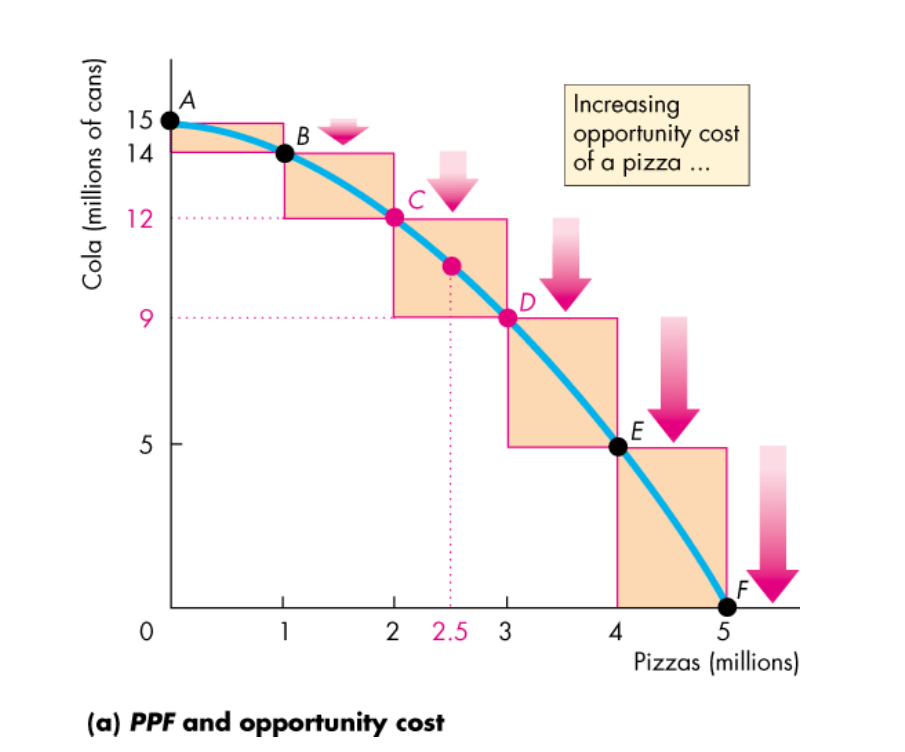 Cola (millions of cans)
15
14
12
9
5
0
A
B
C
D
E
F
Increasing
opportunity cost
of a pizza ...
1
2
2.5
3
4
5
Pizzas (millions)
(a) PPF and opportunity cost